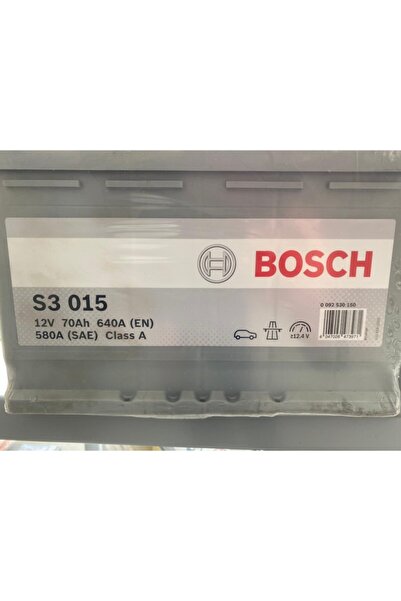 BOSCH
S3 015
12V 70Ah 640A (EN)
580A (SAE) Class A
0 092 S30 150
≥12,4 V